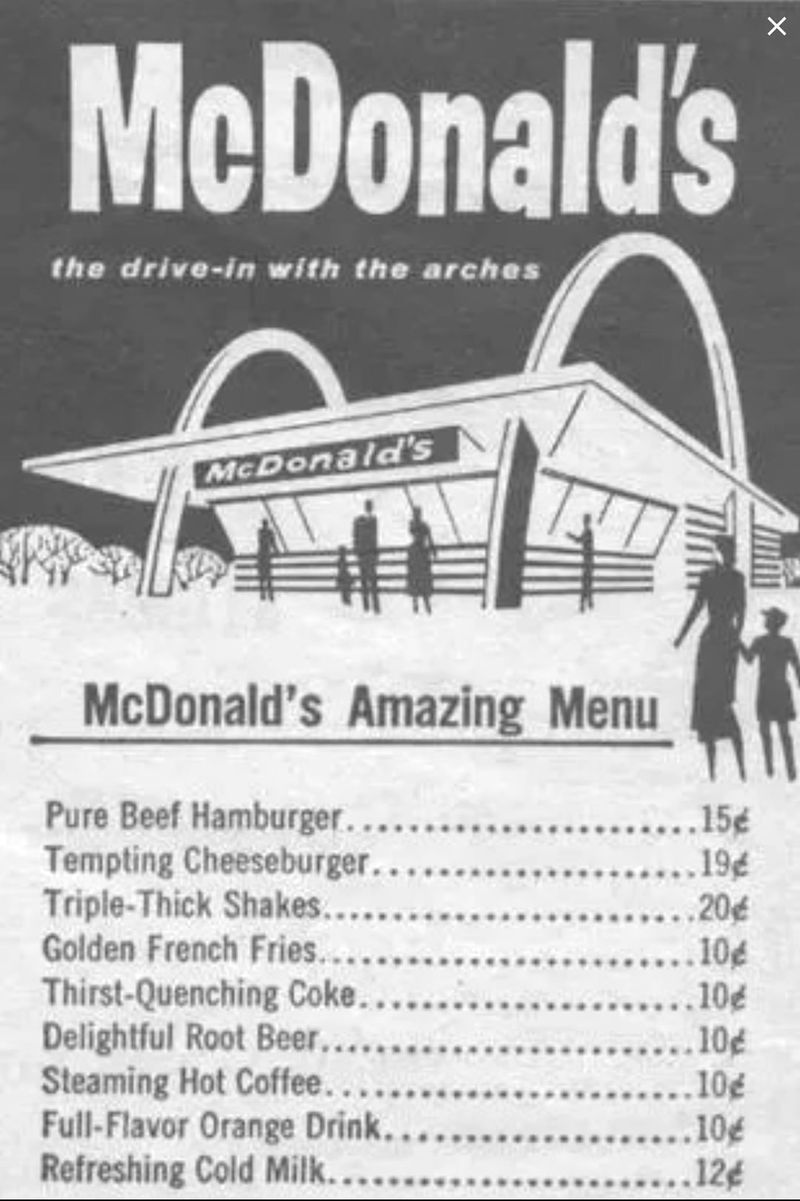 McDonald's
the drive-in with the arches
McDonald's
McDonald's Amazing Menu
Pure Beef Hamburger........................15¢
Tempting Cheeseburger......................19¢
Triple-Thick Shakes..........................20¢
Golden French Fries..........................10¢
Thirst-Quenching Coke.......................10¢
Delightful Root Beer..........................10¢
Steaming Hot Coffee.........................10¢
Full-Flavor Orange Drink.....................10¢
Refreshing Cold Milk.........................12¢